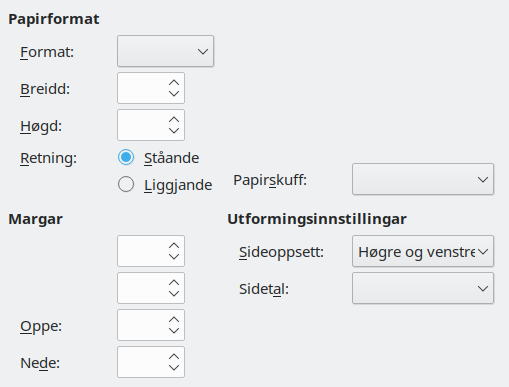 Papirformat
Format:
Breidd:
Høgd:
Retning:
Ståande
Liggjande
Papirskuff:
Margar
Utformingsinnstillingar
Sideoppsett:
Høgre og venstre
Sidetal:
Oppe:
Nede: